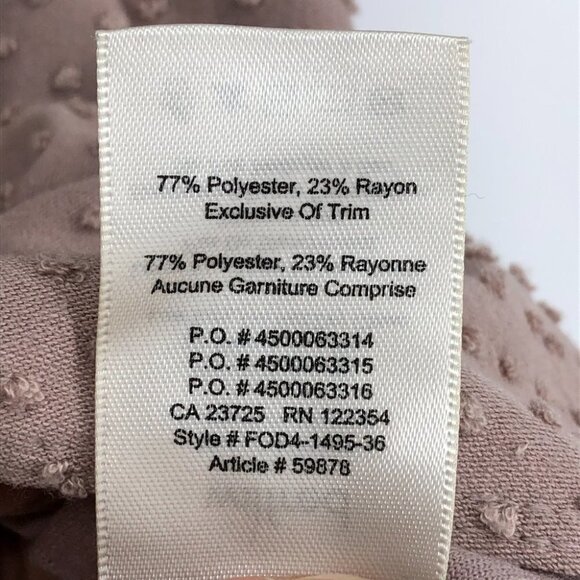 77% Polyester, 23% Rayon
Exclusive Of Trim
77% Polyester, 23% Rayonne
Aucune Garniture Comprise
P.O. # 4500063314
P.O. # 4500063315
P.O. # 4500063316
CA 23725 RN 122354
Style # FOD4-1495-36
Article # 59878